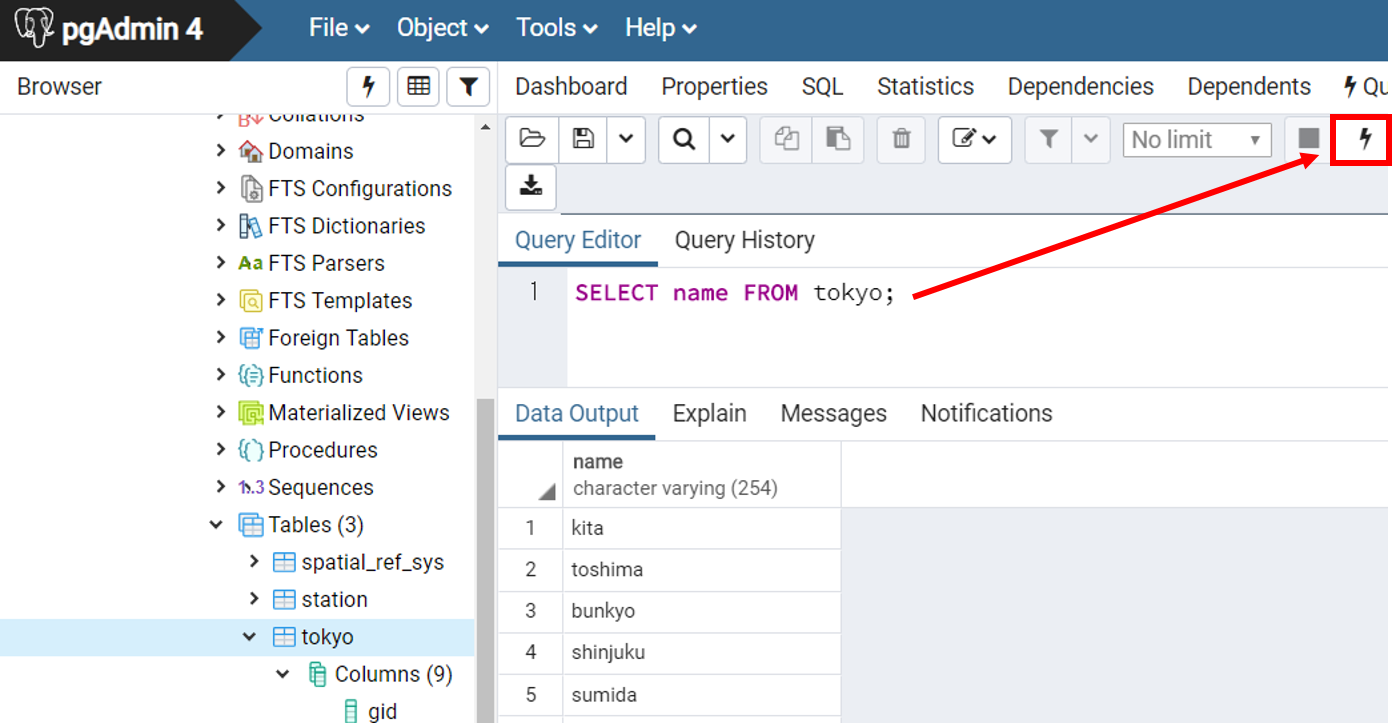 pgAdmin 4
File Object Tools Help
Browser
Dashboard Properties SQL Statistics Dependencies Dependents Qu
Collations
Domains
FTS Configurations
FTS Dictionaries
Aa FTS Parsers
FTS Templates
Foreign Tables
Functions
Materialized Views
Procedures
1..3 Sequences
Tables (3)
spatial_ref_sys
station
tokyo
Columns (9)
gid
No limit
Query Editor Query History
1 SELECT name FROM tokyo;
Data Output Explain Messages Notifications
name
character varying (254)
1 kita
2 toshima
3 bunkyo
4 shinjuku
5 sumida